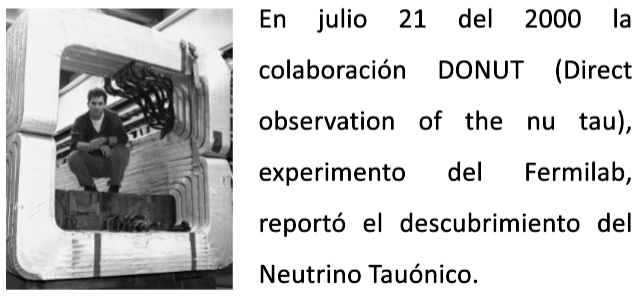 En julio 21 del 2000 la
colaboración DONUT (Direct
observation of the nu tau),
experimento del Fermilab,
reportó el descubrimiento del
Neutrino Tauónico.